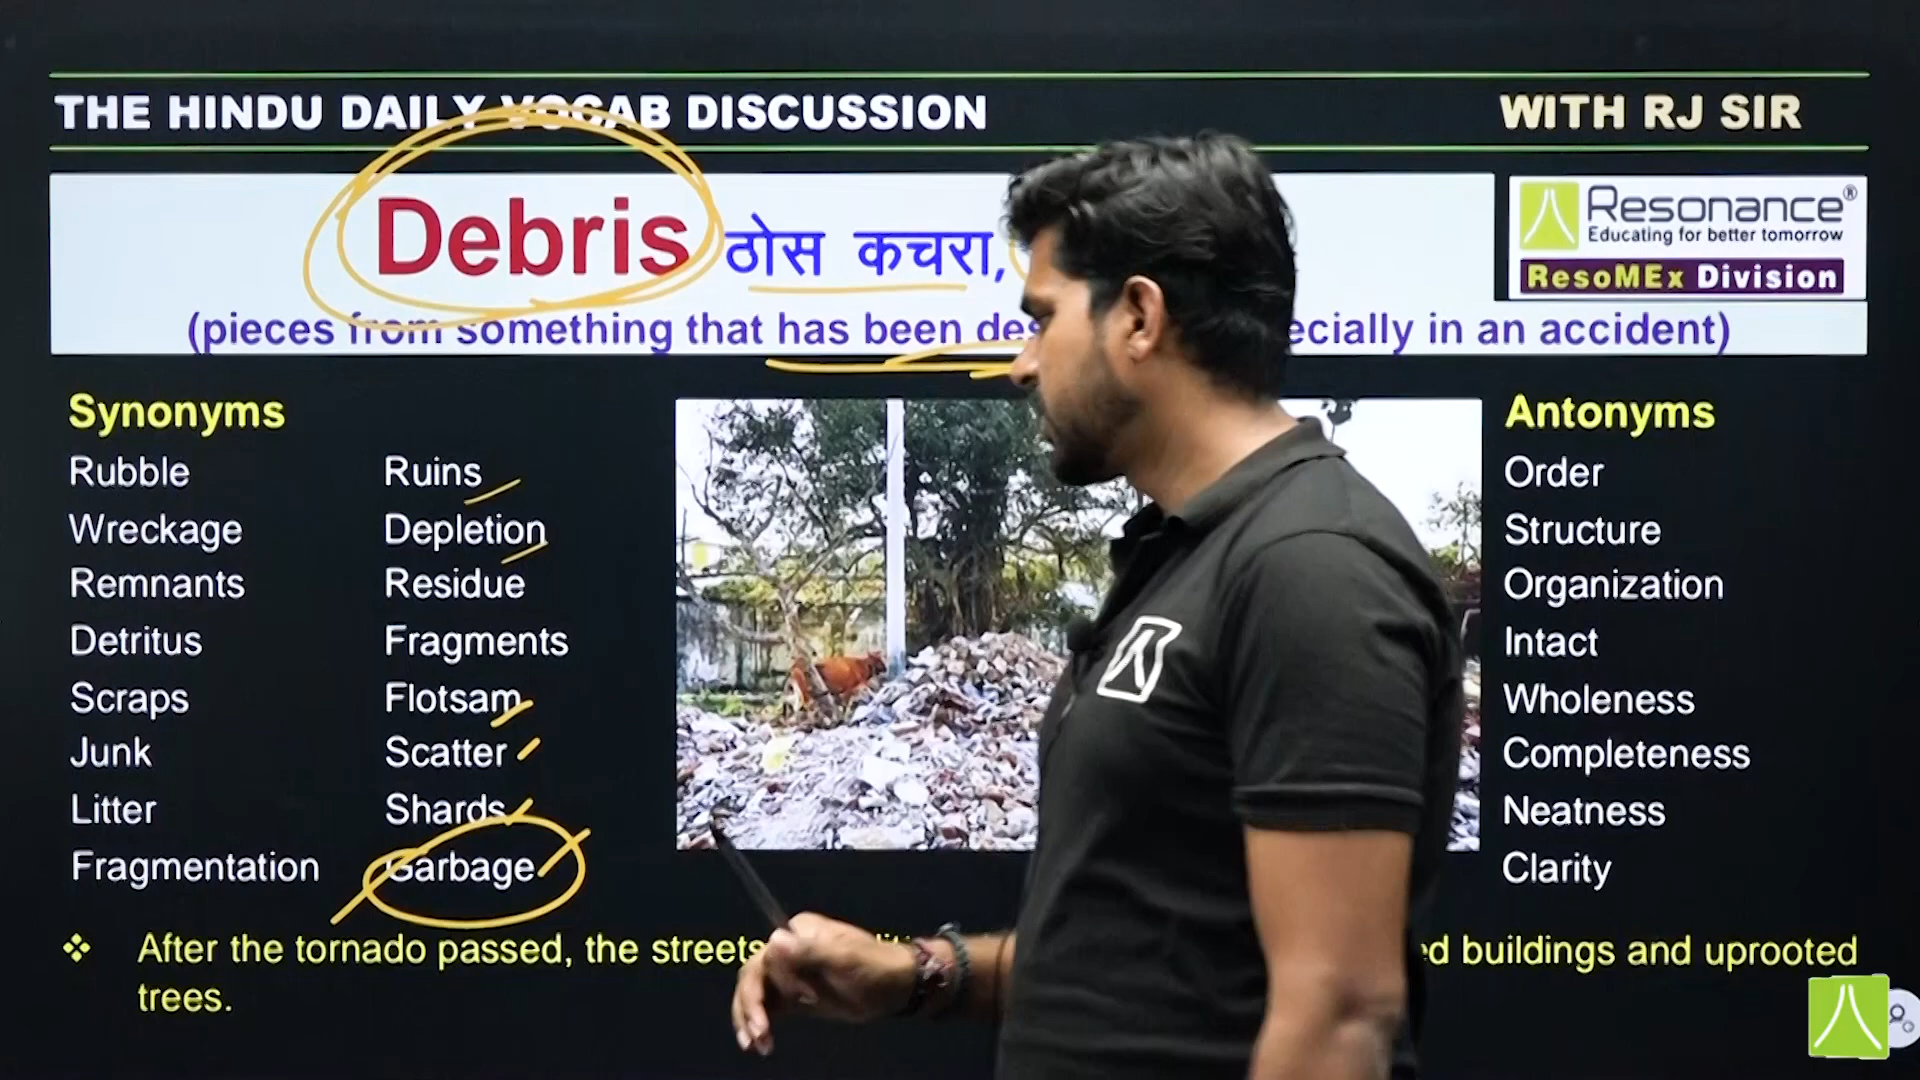 THE HINDU DAILY VOCAB DISCUSSION
WITH RJ SIR
Debris ठोस कचरा,
Resonance®
Educating for better tomorrow
ResoMEx Division
(pieces from something that has been ecially in an accident)
Synonyms
Rubble
Wreckage
Remnants
Detritus
Scraps
Junk
Litter
Fragmentation
Ruins
Depletion
Residue
Fragments
Flotsam
Scatter
Shards
Garbage
Antonyms
Order
Structure
Organization
Intact
Wholeness
Completeness
Neatness
Clarity
After the tornado passed, the streets ed buildings and uprooted
trees.